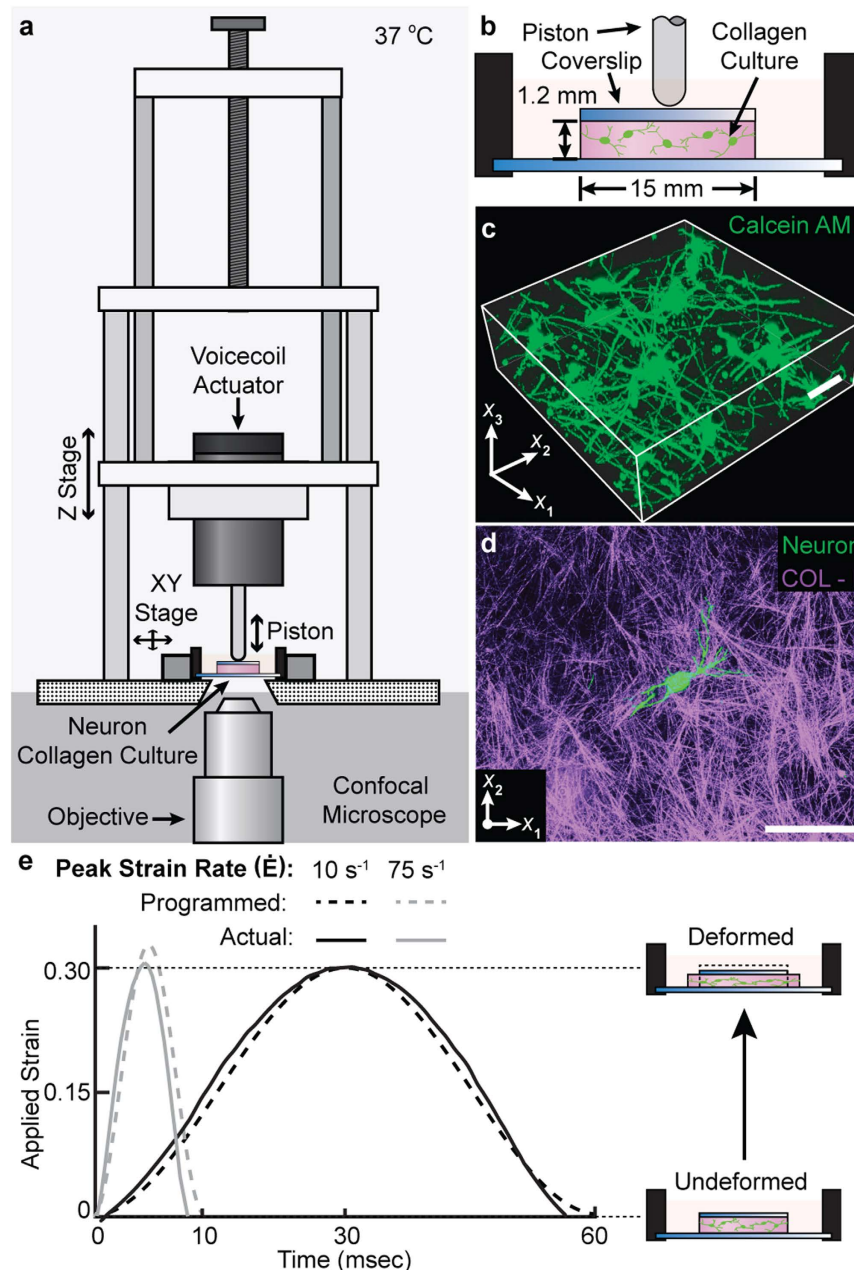 a
37 °C
Voicecoil
Actuator
Z Stage
XY
Stage
Piston
Neuron
Collagen Culture
Objective
Confocal
Microscope
b
Piston
Coverslip
Collagen
Culture
1.2 mm
15 mm
c
Calcein AM
X3
X2
X1
d
Neuron
COL -
X2
X1
e
Peak Strain Rate (Ė): 10 s-1 75 s-1
Programmed:
Actual:
Applied Strain
0.30
0.15
0
0 10 30 60
Time (msec)
Deformed
Undeformed